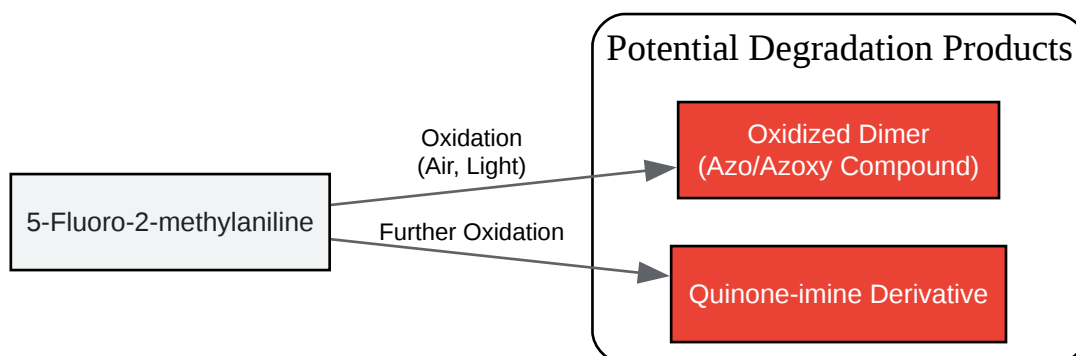 Potential Degradation Products
Oxidation
(Air, Light)
Oxidized Dimer
(Azo/Azoxy Compound)
5-Fluoro-2-methylaniline
Further Oxidation
Quinone-imine Derivative